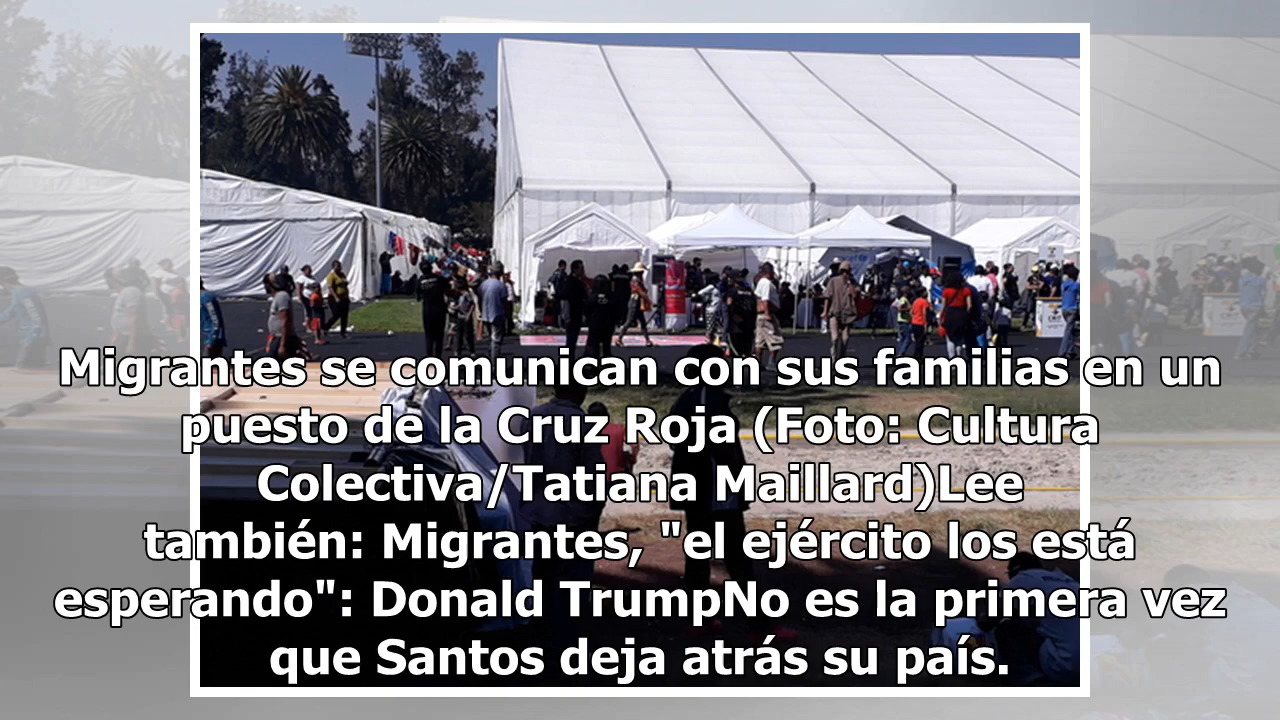 Migrantes se comunican con sus familias en un
puesto de la Cruz Roja (Foto: Cultura
Colectiva/Tatiana Maillard)Lee
también: Migrantes, "el ejército los está
esperando": Donald TrumpNo es la primera vez
que Santos deja atrás su país.